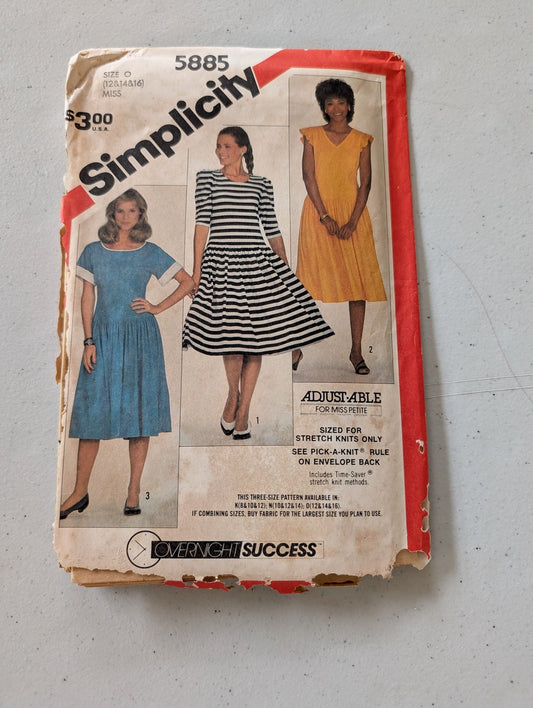 5885
SIZE O
(12&14&16)
MISS
$3.00
U.S.A.
Simplicity
2
1
3
ADJUST·ABLE
FOR MISS PETITE
SIZED FOR
STRETCH KNITS ONLY
SEE PICK-A-KNIT® RULE
ON ENVELOPE BACK
Includes Time-Saver®
stretch knit methods.
THIS THREE-SIZE PATTERN AVAILABLE IN:
K(8&10&12); N(10&12&14); O(12&14&16).
IF COMBINING SIZES, BUY FABRIC FOR THE LARGEST SIZE YOU PLAN TO USE.
OVERNIGHT SUCCESS™